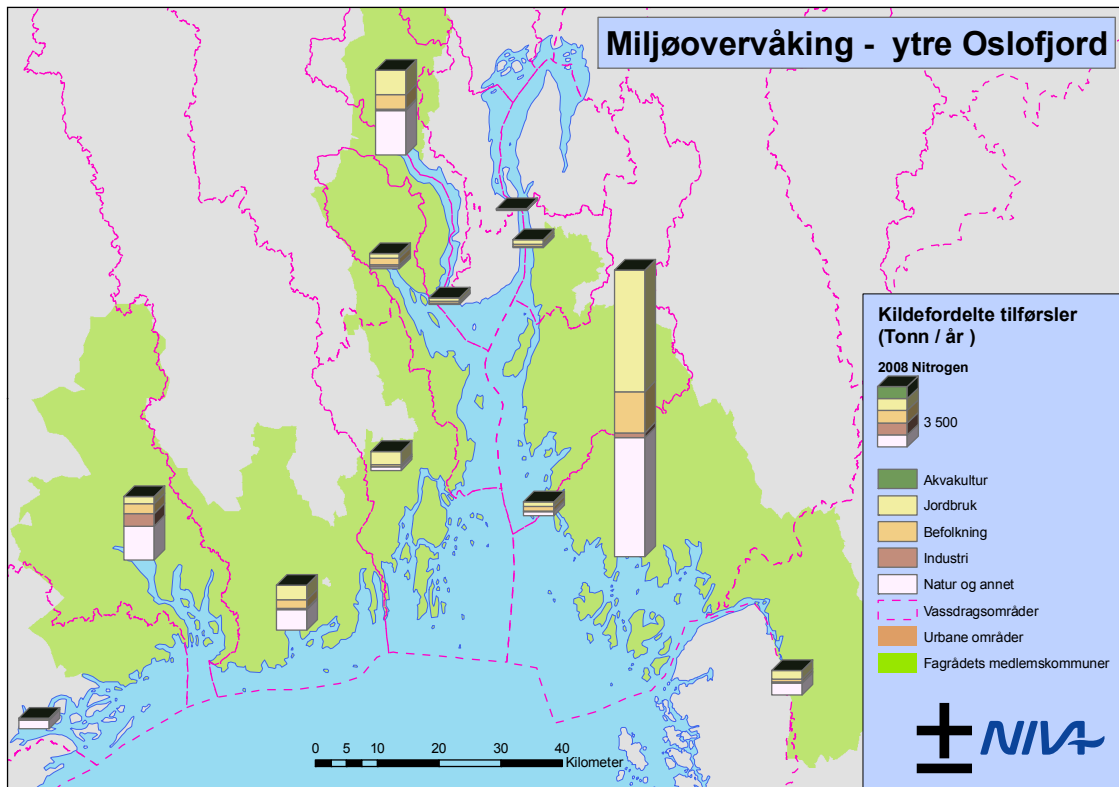 Miljøovervåking - ytre Oslofjord
Kildefordelte tilførsler
(Tonn / år )
2008 Nitrogen
3 500
Akvakultur
Jordbruk
Befolkning
Industri
Natur og annet
Vassdragsområder
Urbane områder
Fagrådets medlemskommuner
0 5 10 20 30 40
Kilometer
NIVA